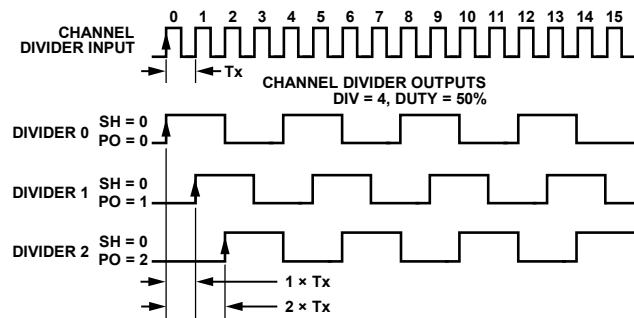 0 1 2 3 4 5 6 7 8 9 10 11 12 13 14 15
CHANNEL
DIVIDER INPUT
Tx
CHANNEL DIVIDER OUTPUTS
DIV = 4, DUTY = 50%
DIVIDER 0
SH = 0
PO = 0
DIVIDER 1
SH = 0
PO = 1
DIVIDER 2
SH = 0
PO = 2
1 × Tx
2 × Tx